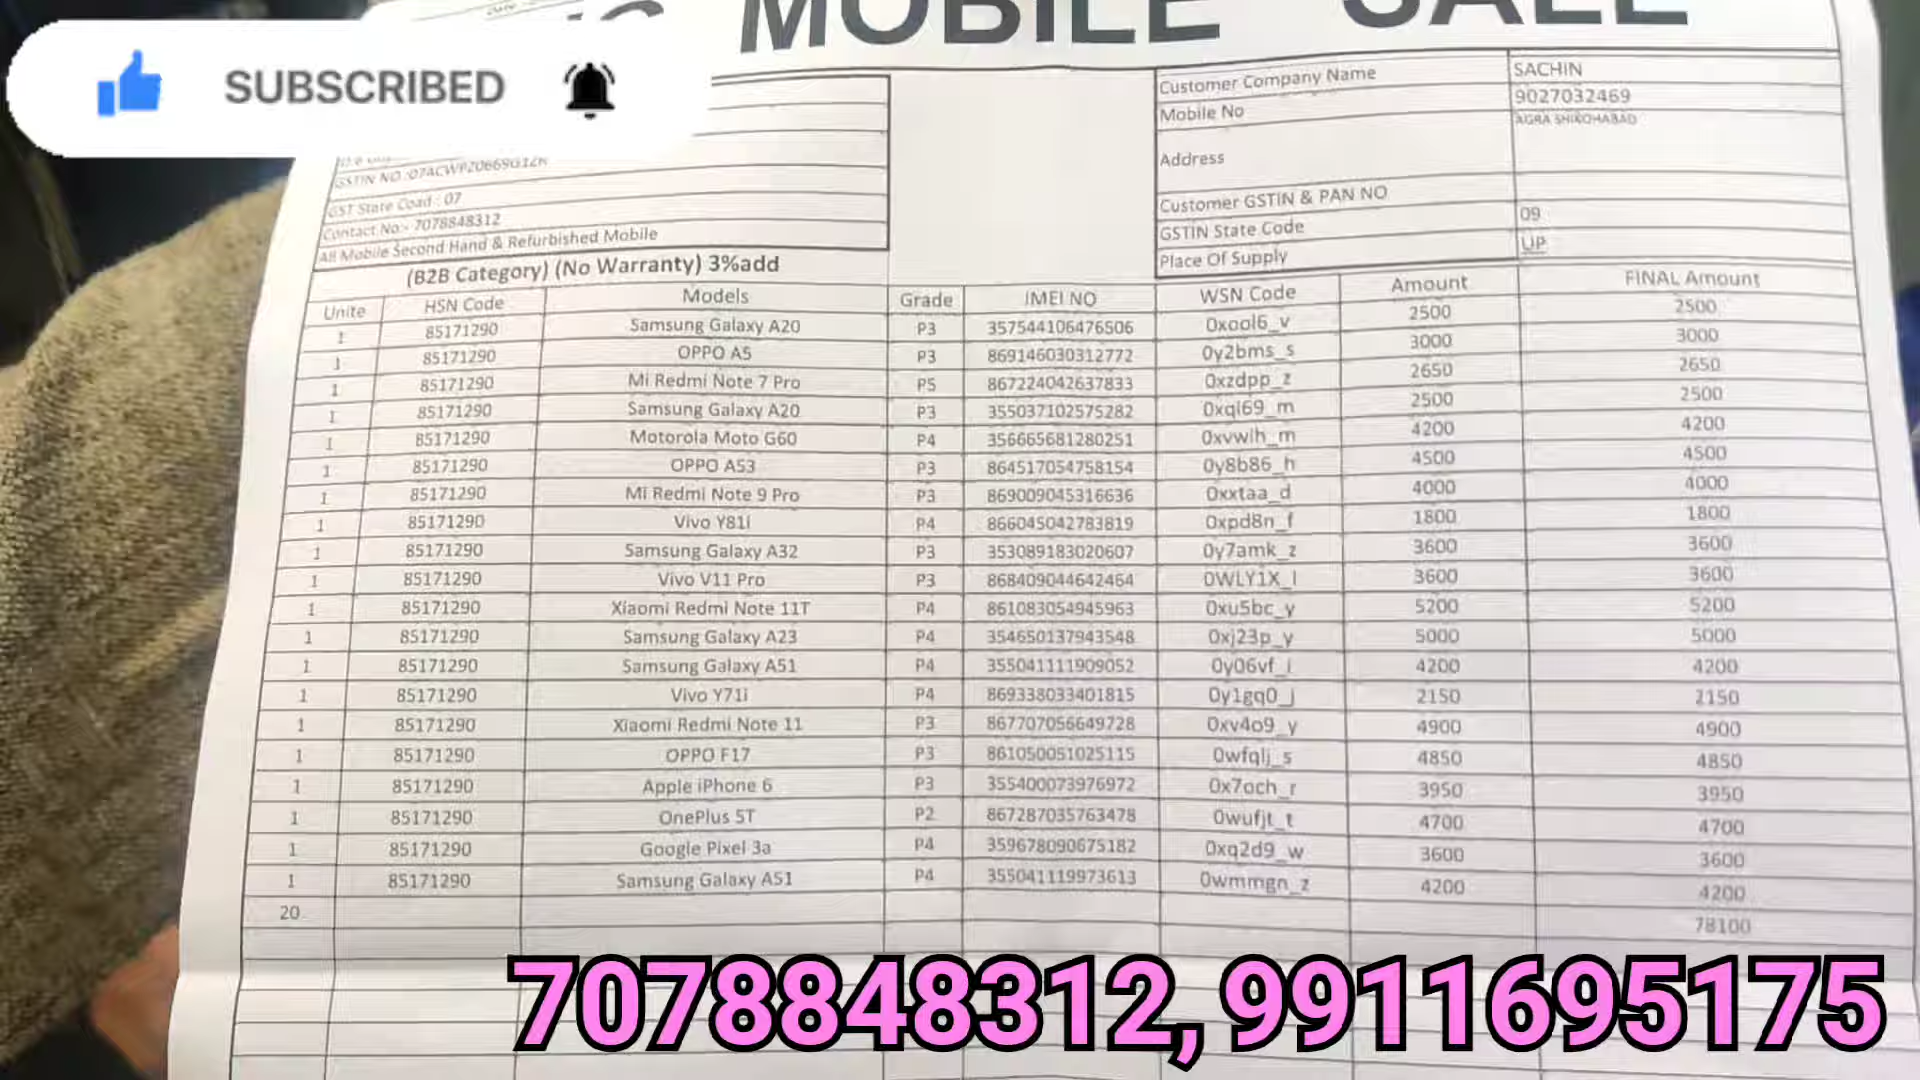 MOBILE SALE
SUBSCRIBED
GSTIN NO :07ACWPZ0669G1ZR
GST State Coad : 07
Contact No:- 7078848312
All Mobile Second Hand & Refurbished Mobile
(B2B Category) (No Warranty) 3%add
Customer Company Name SACHIN
Mobile No 9027032469
Address AGRA SHIKOHABAD
Customer GSTIN & PAN NO
GSTIN State Code 09
Place Of Supply UP
Unite HSN Code Models Grade IMEI NO WSN Code Amount FINAL Amount
1 85171290 Samsung Galaxy A20 P3 357544106476506 0xool6_v 2500 2500
1 85171290 OPPO A5 P3 869146030312772 0y2bms_s 3000 3000
1 85171290 Mi Redmi Note 7 Pro P5 867224042637833 0xzdpp_z 2650 2650
1 85171290 Samsung Galaxy A20 P3 355037102575282 0xql69_m 2500 2500
1 85171290 Motorola Moto G60 P4 356665681280251 0xvwlh_m 4200 4200
1 85171290 OPPO A53 P3 864517054758154 0y8b86_h 4500 4500
1 85171290 Mi Redmi Note 9 Pro P3 869009045316636 0xxtaa_d 4000 4000
1 85171290 Vivo Y81i P4 866045042783819 0xpd8n_f 1800 1800
1 85171290 Samsung Galaxy A32 P3 353089183020607 0y7amk_z 3600 3600
1 85171290 Vivo V11 Pro P3 868409044642464 0WLY1X_l 3600 3600
1 85171290 Xiaomi Redmi Note 11T P4 861083054945963 0xu5bc_y 5200 5200
1 85171290 Samsung Galaxy A23 P4 354650137943548 0xj23p_y 5000 5000
1 85171290 Samsung Galaxy A51 P4 355041111909052 0y06vf_i 4200 4200
1 85171290 Vivo Y71i P4 869338033401815 0y1gq0_j 2150 2150
1 85171290 Xiaomi Redmi Note 11 P3 867707056649728 0xv4o9_y 4900 4900
1 85171290 OPPO F17 P3 861050051025115 0wfqlj_s 4850 4850
1 85171290 Apple iPhone 6 P3 355400073976972 0x7och_r 3950 3950
1 85171290 OnePlus 5T P2 867287035763478 0wufjt_t 4700 4700
1 85171290 Google Pixel 3a P4 359678090675182 0xq2d9_w 3600 3600
1 85171290 Samsung Galaxy A51 P4 355041119973613 0wmmgn_z 4200 4200
20 78100
7078848312, 9911695175